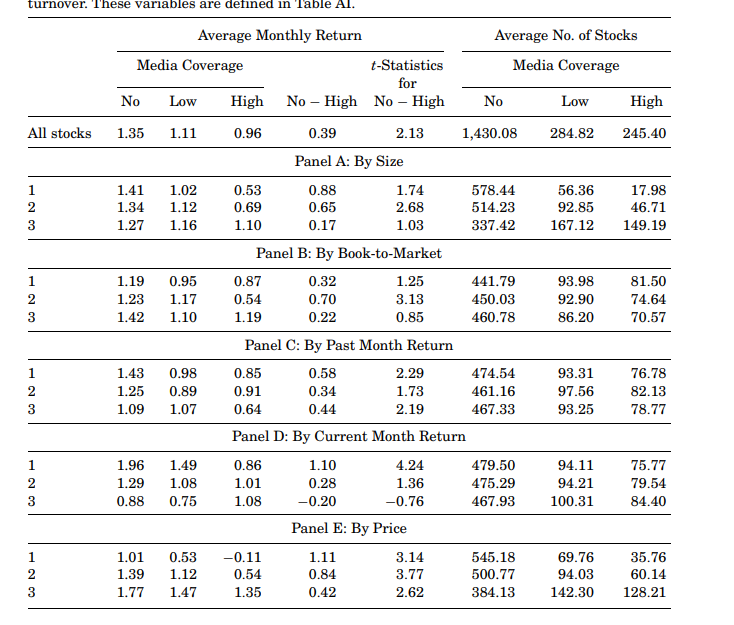 turnover. These variables are defined in Table AI.
Average Monthly Return Average No. of Stocks
Media Coverage t-Statistics Media Coverage
for
No Low High No − High No − High No Low High
All stocks 1.35 1.11 0.96 0.39 2.13 1,430.08 284.82 245.40
Panel A: By Size
1 1.41 1.02 0.53 0.88 1.74 578.44 56.36 17.98
2 1.34 1.12 0.69 0.65 2.68 514.23 92.85 46.71
3 1.27 1.16 1.10 0.17 1.03 337.42 167.12 149.19
Panel B: By Book-to-Market
1 1.19 0.95 0.87 0.32 1.25 441.79 93.98 81.50
2 1.23 1.17 0.54 0.70 3.13 450.03 92.90 74.64
3 1.42 1.10 1.19 0.22 0.85 460.78 86.20 70.57
Panel C: By Past Month Return
1 1.43 0.98 0.85 0.58 2.29 474.54 93.31 76.78
2 1.25 0.89 0.91 0.34 1.73 461.16 97.56 82.13
3 1.09 1.07 0.64 0.44 2.19 467.33 93.25 78.77
Panel D: By Current Month Return
1 1.96 1.49 0.86 1.10 4.24 479.50 94.11 75.77
2 1.29 1.08 1.01 0.28 1.36 475.29 94.21 79.54
3 0.88 0.75 1.08 −0.20 −0.76 467.93 100.31 84.40
Panel E: By Price
1 1.01 0.53 −0.11 1.11 3.14 545.18 69.76 35.76
2 1.39 1.12 0.54 0.84 3.77 500.77 94.03 60.14
3 1.77 1.47 1.35 0.42 2.62 384.13 142.30 128.21